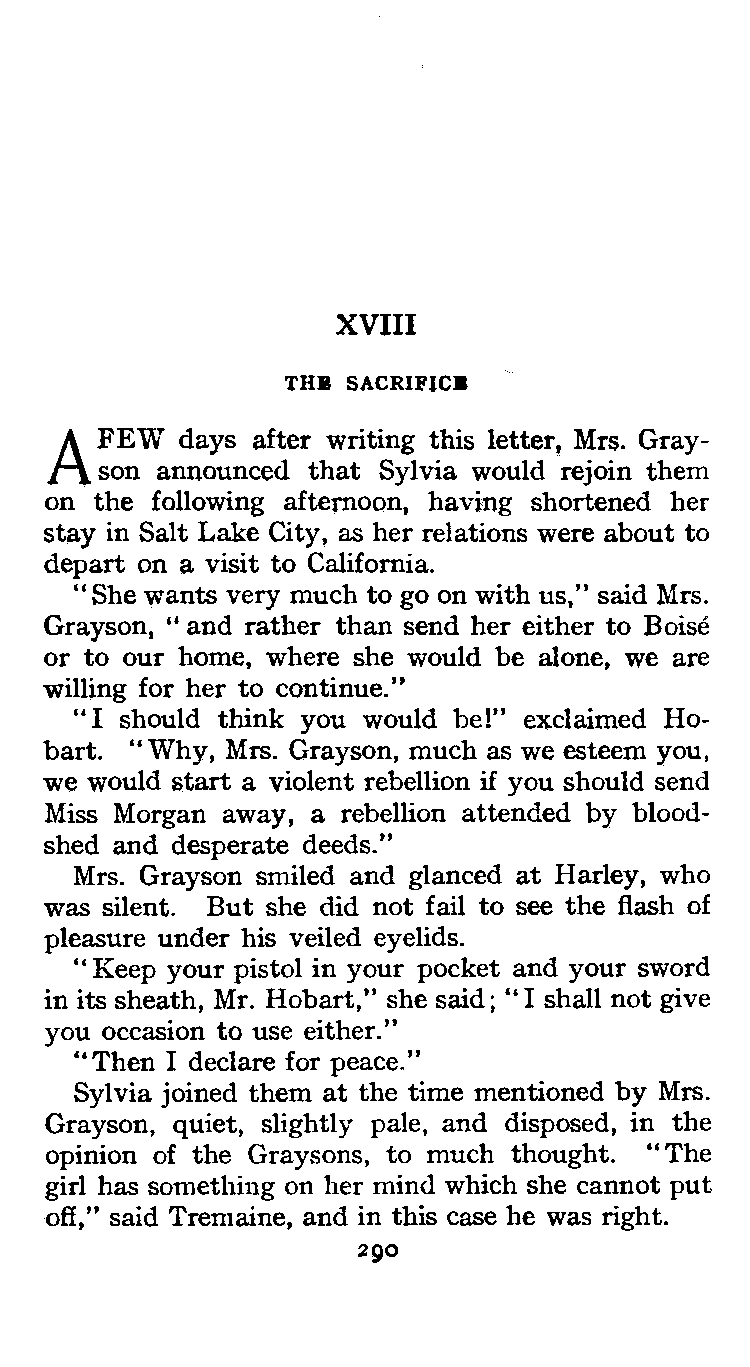 XVIII
THE SACRIFICE
A FEW days after writing this letter, Mrs. Gray-
son announced that Sylvia would rejoin them
on the following afternoon, having shortened her
stay in Salt Lake City, as her relations were about to
depart on a visit to California.
"She wants very much to go on with us," said Mrs.
Grayson, "and rather than send her either to Boisé
or to our home, where she would be alone, we are
willing for her to continue."
"I should think you would be!" exclaimed Ho-
bart. "Why, Mrs. Grayson, much as we esteem you,
we would start a violent rebellion if you should send
Miss Morgan away, a rebellion attended by blood-
shed and desperate deeds."
Mrs. Grayson smiled and glanced at Harley, who
was silent. But she did not fail to see the flash of
pleasure under his veiled eyelids.
"Keep your pistol in your pocket and your sword
in its sheath, Mr. Hobart," she said; "I shall not give
you occasion to use either."
"Then I declare for peace."
Sylvia joined them at the time mentioned by Mrs.
Grayson, quiet, slightly pale, and disposed, in the
opinion of the Graysons, to much thought. "The
girl has something on her mind which she cannot put
off," said Tremaine, and in this case he was right.
290